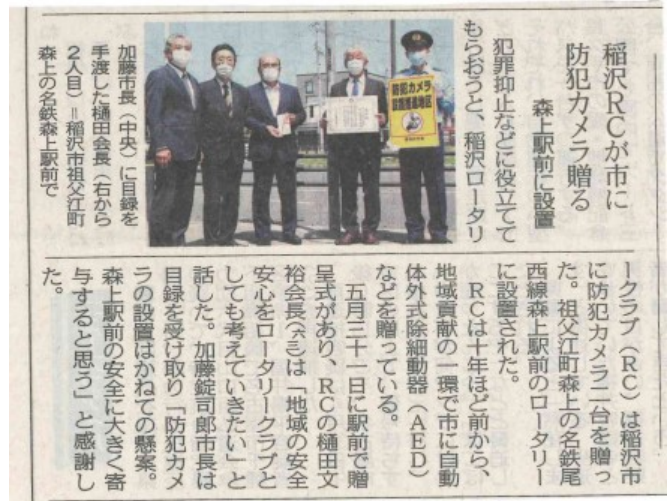 稲沢RCが市に
防犯カメラ贈る
森上駅前に設置
犯罪抑止などに役立てて
もらおうと、稲沢ロータリ
防犯カメラ
設置推進地区
加藤市長（中央）に目録を
手渡した樋田会長（右から
２人目）＝稲沢市祖父江町
森上の名鉄森上駅前で
ークラブ（RC）は稲沢市
に防犯カメラ二台を贈っ
た。祖父江町森上の名鉄尾
西線森上駅前のロータリー
に設置された。
RCは十年ほど前から、
地域貢献の一環で市に自動
体外式除細動器（AED）
などを贈っている。
五月三十一日に駅前で贈
呈式があり、RCの樋田文
裕会長（六三）は「地域の安全
安心をロータリークラブと
しても考えていきたい」と
話した。加藤錠司郎市長は
目録を受け取り「防犯カメ
ラの設置はかねての懸案。
森上駅前の安全に大きく寄
与すると思う」と感謝し
た。